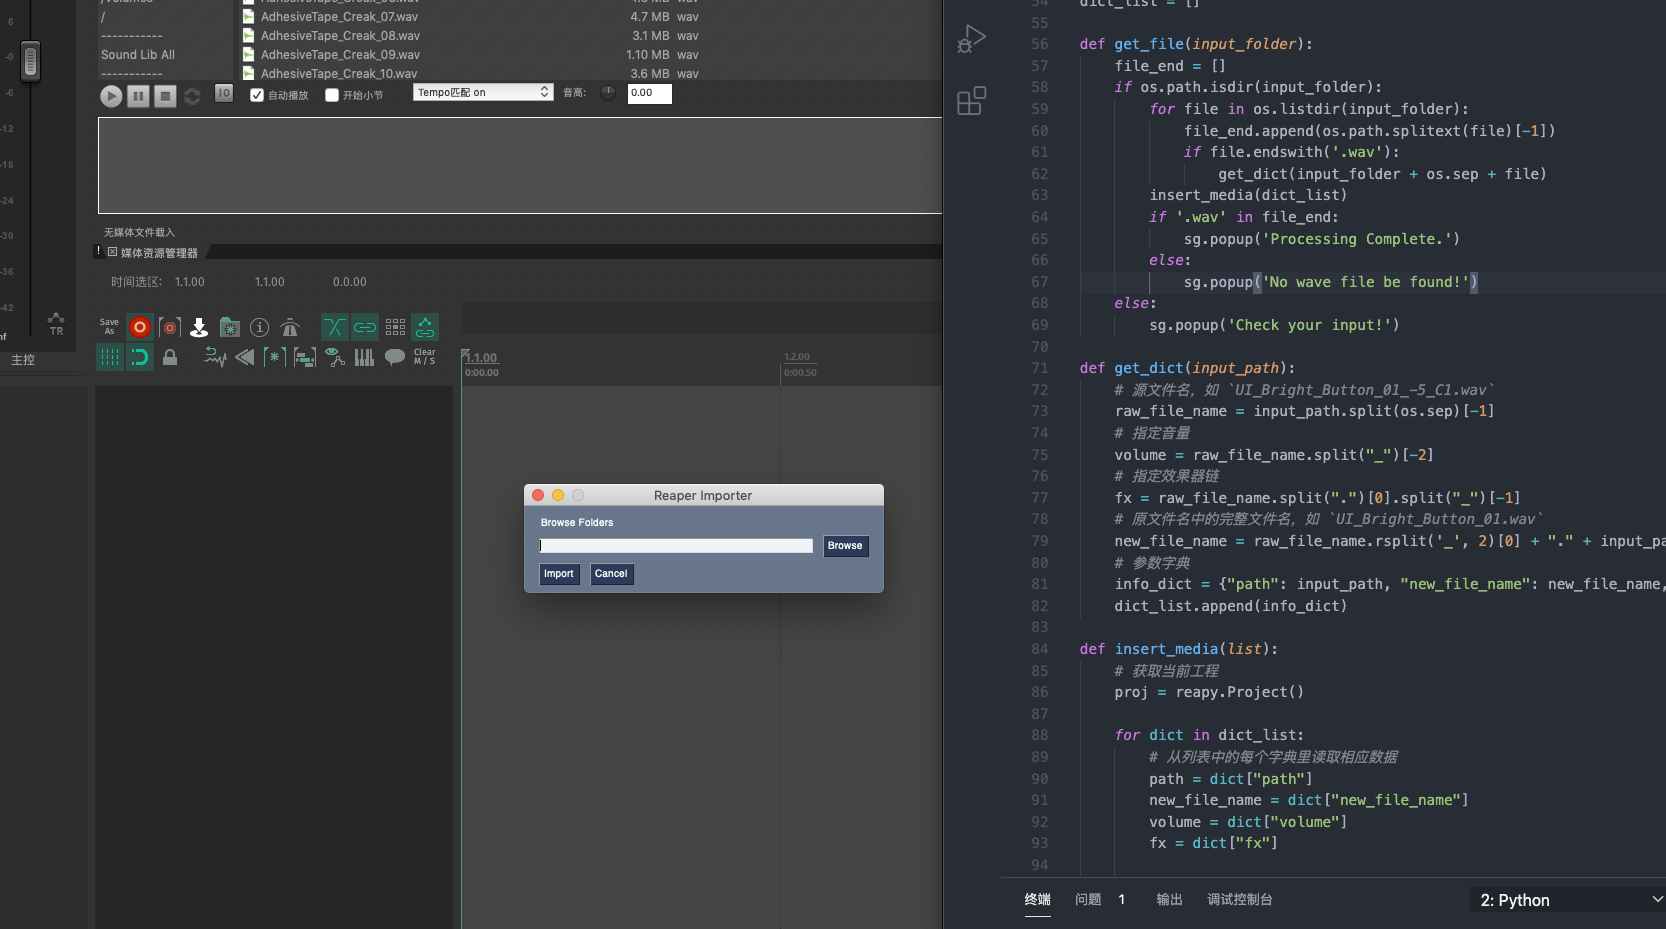 /Volumes
/
-----------
Sound Lib All
-----------
AdhesiveTape_Creak_07.wav 4.7 MB wav
AdhesiveTape_Creak_08.wav 3.1 MB wav
AdhesiveTape_Creak_09.wav 1.10 MB wav
AdhesiveTape_Creak_10.wav 3.6 MB wav
10 自动播放 开始小节 Tempo匹配 on 音高: 0.00
无媒体文件载入
! 媒体资源管理器
时间选区: 1.1.00 1.1.00 0.0.00
6
-0
-6
-12
-18
-24
-30
-36
-42
nf
TR
主控
Save
As
Clear
M / S
1.1.00
0:00.00
1.2.00
0:00.50
Reaper Importer
Browse Folders
Browse
Import Cancel
54 dict_list = []
55
56 def get_file(input_folder):
57 file_end = []
58 if os.path.isdir(input_folder):
59 for file in os.listdir(input_folder):
60 file_end.append(os.path.splitext(file)[-1])
61 if file.endswith('.wav'):
62 get_dict(input_folder + os.sep + file)
63 insert_media(dict_list)
64 if '.wav' in file_end:
65 sg.popup('Processing Complete.')
66 else:
67 sg.popup('No wave file be found!')
68 else:
69 sg.popup('Check your input!')
70
71 def get_dict(input_path):
72 # 源文件名，如 `UI_Bright_Button_01_-5_C1.wav`
73 raw_file_name = input_path.split(os.sep)[-1]
74 # 指定音量
75 volume = raw_file_name.split("_")[-2]
76 # 指定效果器链
77 fx = raw_file_name.split(".")[0].split("_")[-1]
78 # 原文件名中的完整文件名，如 `UI_Bright_Button_01.wav`
79 new_file_name = raw_file_name.rsplit('_', 2)[0] + "." + input_pa
80 # 参数字典
81 info_dict = {"path": input_path, "new_file_name": new_file_name,
82 dict_list.append(info_dict)
83
84 def insert_media(list):
85 # 获取当前工程
86 proj = reapy.Project()
87
88 for dict in dict_list:
89 # 从列表中的每个字典里读取相应数据
90 path = dict["path"]
91 new_file_name = dict["new_file_name"]
92 volume = dict["volume"]
93 fx = dict["fx"]
94
终端 问题 1 输出 调试控制台 2: Python